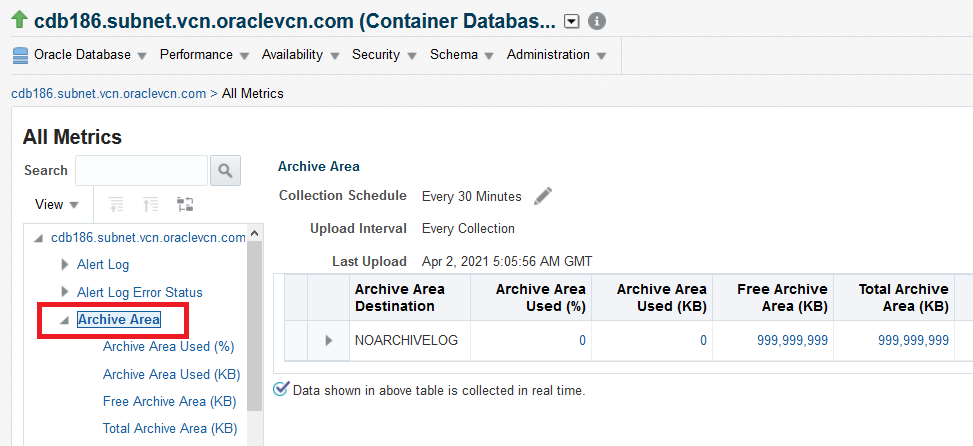 cdb186.subnet.vcn.oraclevcn.com (Container Databas...
Oracle Database Performance Availability Security Schema Administration
cdb186.subnet.vcn.oraclevcn.com > All Metrics
All Metrics
Search
View
cdb186.subnet.vcn.oraclevcn.com
Alert Log
Alert Log Error Status
Archive Area
Archive Area Used (%)
Archive Area Used (KB)
Free Archive Area (KB)
Total Archive Area (KB)
Archive Area
Collection Schedule Every 30 Minutes
Upload Interval Every Collection
Last Upload Apr 2, 2021 5:05:56 AM GMT
Archive Area Archive Area Archive Area Free Archive Total Archive
Destination Used (%) Used (KB) Area (KB) Area (KB)
NOARCHIVELOG 0 0 999,999,999 999,999,999
Data shown in above table is collected in real time.